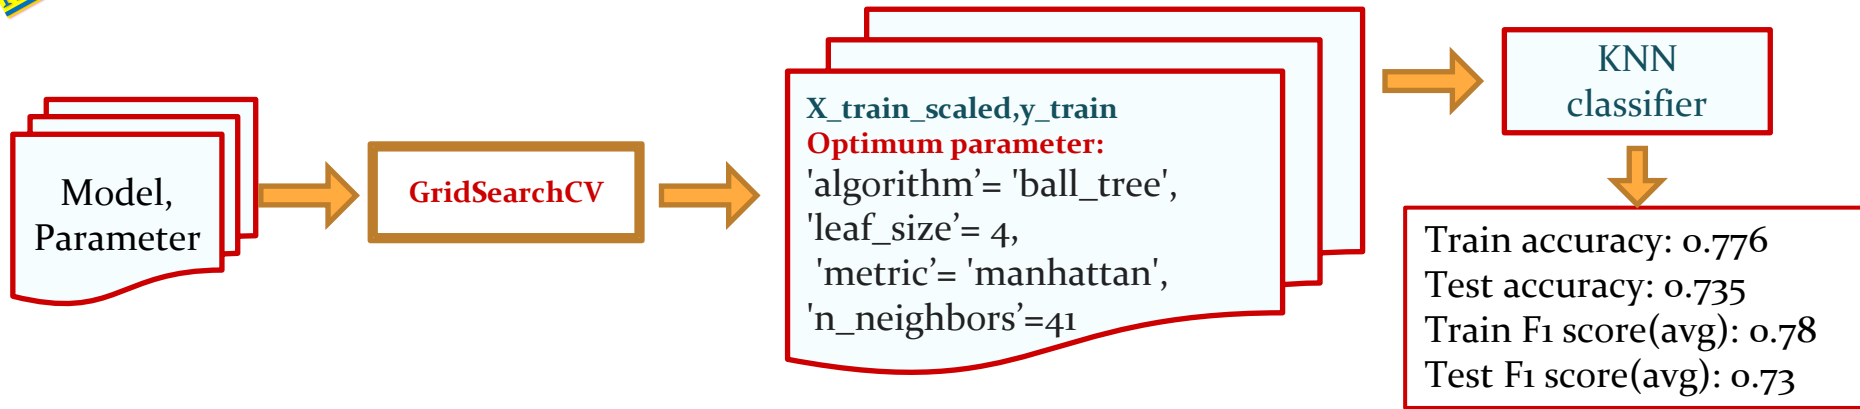 Model,
Parameter
GridSearchCV
X_train_scaled,y_train
Optimum parameter:
'algorithm’= 'ball_tree',
'leaf_size’= 4,
'metric’= 'manhattan',
'n_neighbors’=41
KNN
classifier
Train accuracy: 0.776
Test accuracy: 0.735
Train F1 score(avg): 0.78
Test F1 score(avg): 0.73